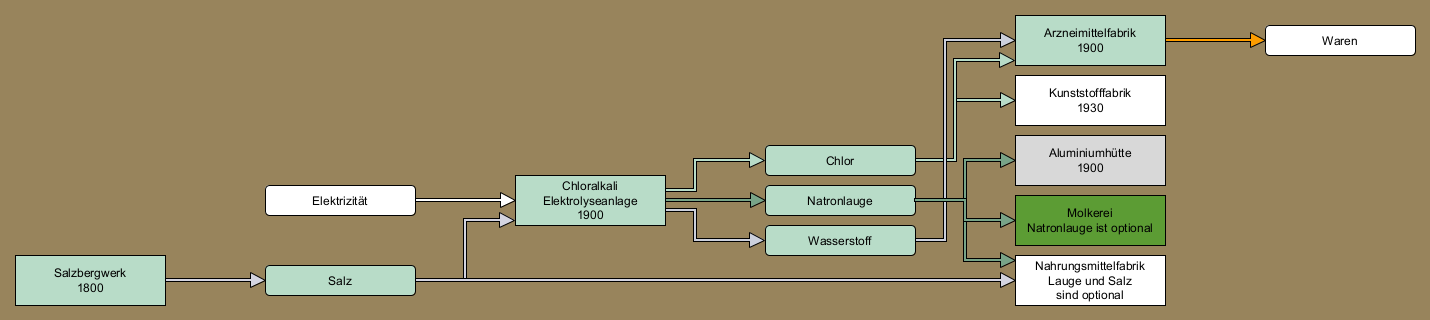 Arzneimittelfabrik
1900
Waren
Kunststofffabrik
1930
Chlor
Aluminiumhütte
1900
Elektrizität
Chloralkali
Elektrolyseanlage
1900
Natronlauge
Molkerei
Natronlauge ist optional
Wasserstoff
Salzbergwerk
1800
Salz
Nahrungsmittelfabrik
Lauge und Salz
sind optional